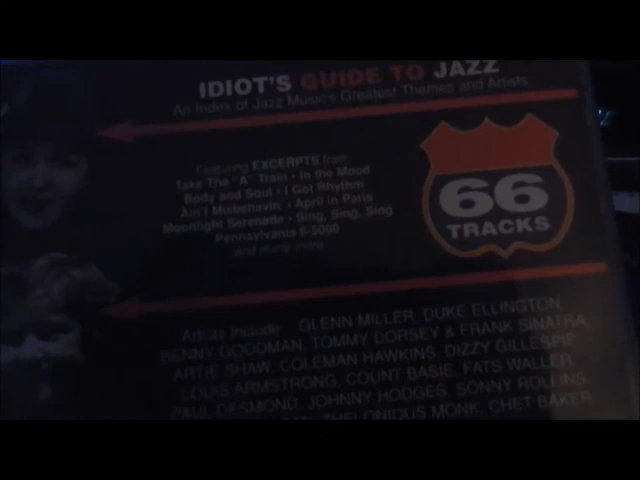 IDIOT'S GUIDE TO JAZZ
An Index of Jazz Music's Greatest Themes and Artists
Featuring EXCERPTS from
Take The "A" Train - In the Mood
Body and Soul - I Got Rhythm
Ain't Misbehavin - April in Paris
Moonlight Serenade - Sing, Sing, Sing
Pennsylvania 6-5000
and many more
66
TRACKS
Artists Include GLENN MILLER, DUKE ELLINGTON,
BENNY GOODMAN, TOMMY DORSEY & FRANK SINATRA,
ARTIE SHAW, COLEMAN HAWKINS, DIZZY GILLESPIE,
LOUIS ARMSTRONG, COUNT BASIE, FATS WALLER,
PAUL DESMOND, JOHNNY HODGES, SONNY ROLLINS,
THELONIOUS MONK, CHET BAKER